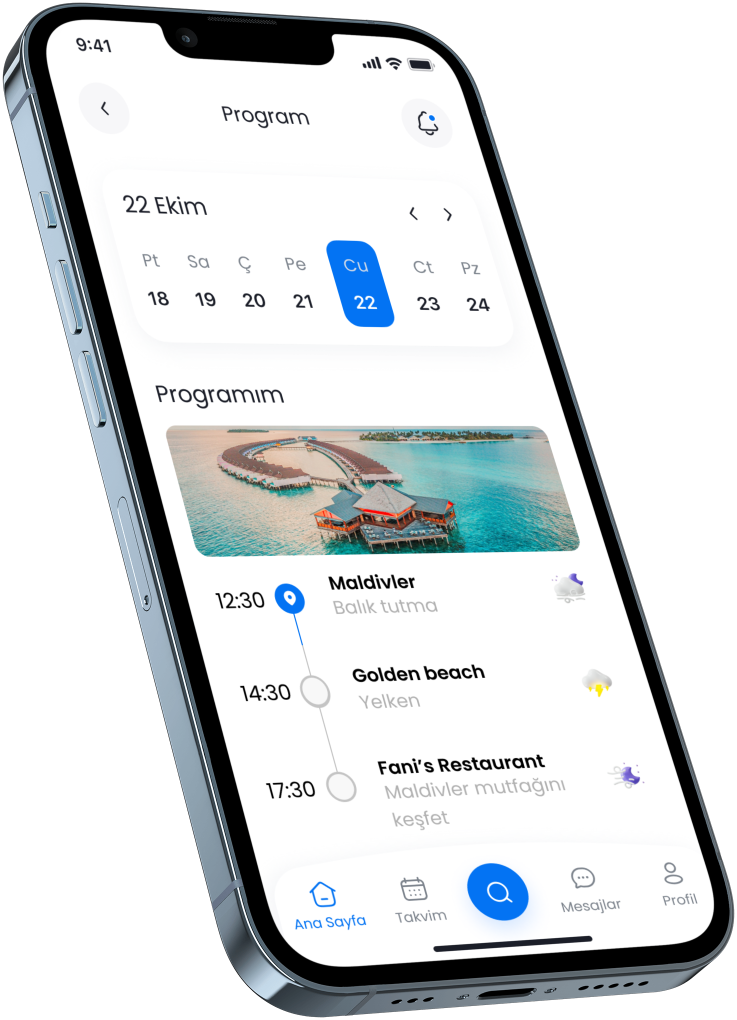 9:41
Program
22 Ekim
Pt Sa Ç Pe Cu Ct Pz
18 19 20 21 22 23 24
Programım
12:30 Maldivler
Balık tutma
14:30 Golden beach
Yelken
17:30 Fani's Restaurant
Maldivler mutfağını
keşfet
Ana Sayfa Takvim Mesajlar Profil